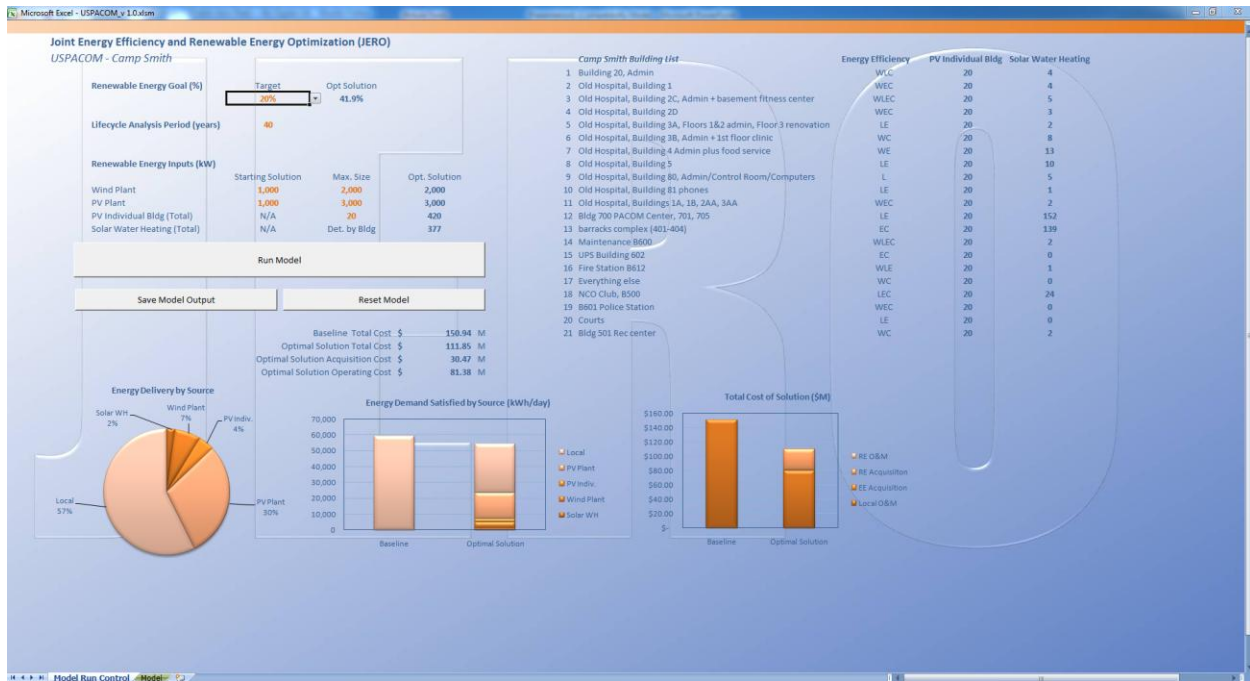 Microsoft Excel - USPACOM_v 1.0.xlsm
Joint Energy Efficiency and Renewable Energy Optimization (JERO)
USPACOM - Camp Smith
Renewable Energy Goal (%) Target Opt Solution
20% 41.9%
Lifecycle Analysis Period (years) 40
Renewable Energy Inputs (kW)
Starting Solution Max. Size Opt. Solution
Wind Plant 1,000 2,000 2,000
PV Plant 1,000 3,000 3,000
PV Individual Bldg (Total) N/A 20 420
Solar Water Heating (Total) N/A Det. by Bldg 377
Run Model
Save Model Output Reset Model
Baseline Total Cost $ 150.94 M
Optimal Solution Total Cost $ 111.85 M
Optimal Solution Acquisition Cost $ 30.47 M
Optimal Solution Operating Cost $ 81.38 M
Camp Smith Building List Energy Efficiency PV Individual Bldg Solar Water Heating
1 Building 20, Admin WLC 20 4
2 Old Hospital, Building 1 WEC 20 4
3 Old Hospital, Building 2C, Admin + basement fitness center WLEC 20 5
4 Old Hospital, Building 2D WEC 20 3
5 Old Hospital, Building 3A, Floors 1&2 admin, Floor 3 renovation LE 20 2
6 Old Hospital, Building 3B, Admin + 1st floor clinic WC 20 8
7 Old Hospital, Building 4 Admin plus food service WE 20 13
8 Old Hospital, Building 5 LE 20 10
9 Old Hospital, Building 80, Admin/Control Room/Computers L 20 5
10 Old Hospital, Building 81 phones LE 20 1
11 Old Hospital, Buildings 1A, 1B, 2AA, 3AA WEC 20 2
12 Bldg 700 PACOM Center, 701, 705 LE 20 152
13 barracks complex (401-404) EC 20 139
14 Maintenance B600 WLEC 20 2
15 UPS Building 602 EC 20 0
16 Fire Station B612 WLE 20 1
17 Everything else WC 20 0
18 NCO Club, B500 LEC 20 24
19 B601 Police Station WEC 20 0
20 Courts LE 20 0
21 Bldg 501 Rec center WC 20 2
Energy Delivery by Source
Solar WH
2%
Wind Plant
7%
PV Indiv.
4%
Local
57%
PV Plant
30%
Energy Demand Satisfied by Source (kWh/day)
70,000
60,000
50,000
40,000
30,000
20,000
10,000
0
Baseline Optimal Solution
Local
PV Plant
PV Indiv.
Wind Plant
Solar WH
Total Cost of Solution ($M)
$160.00
$140.00
$120.00
$100.00
$80.00
$60.00
$40.00
$20.00
$-
Baseline Optimal Solution
RE O&M
RE Acquisition
EE Acquisition
Local O&M
Model Run Control Model